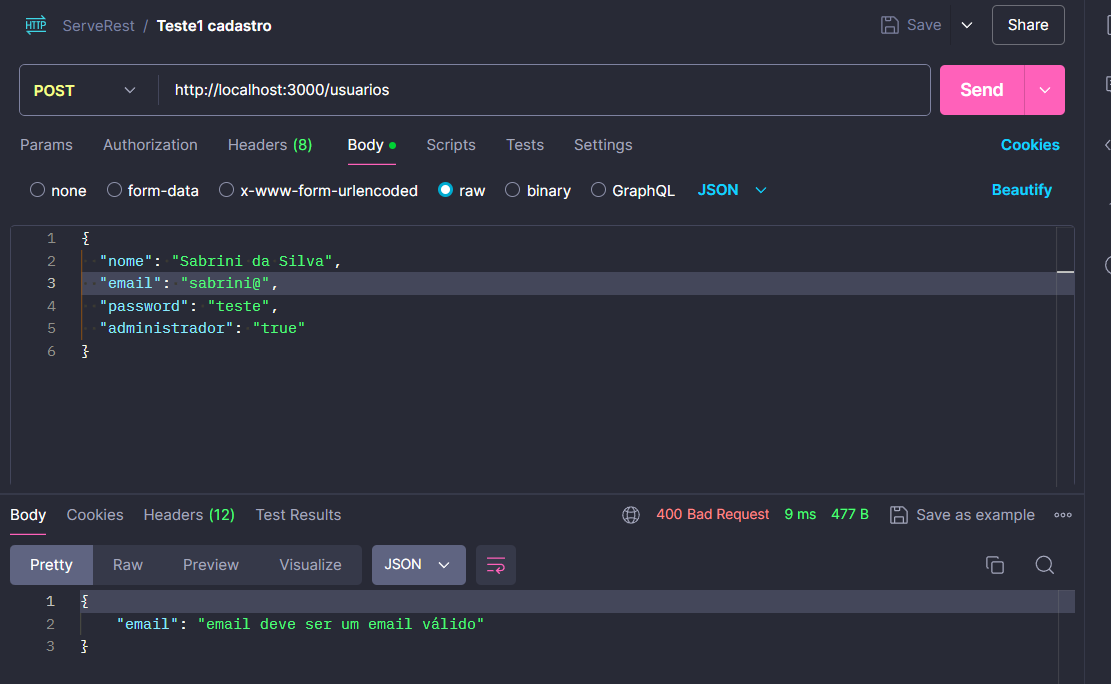 HTTP ServeRest / Teste1 cadastro Save Share
POST http://localhost:3000/usuarios Send
Params Authorization Headers (8) Body Scripts Tests Settings Cookies
none form-data x-www-form-urlencoded raw binary GraphQL JSON Beautify
1 {
2 "nome": "Sabrini da Silva",
3 "email": "sabrini@",
4 "password": "teste",
5 "administrador": "true"
6 }
Body Cookies Headers (12) Test Results 400 Bad Request 9 ms 477 B Save as example
Pretty Raw Preview Visualize JSON
1 {
2 "email": "email deve ser um email válido"
3 }